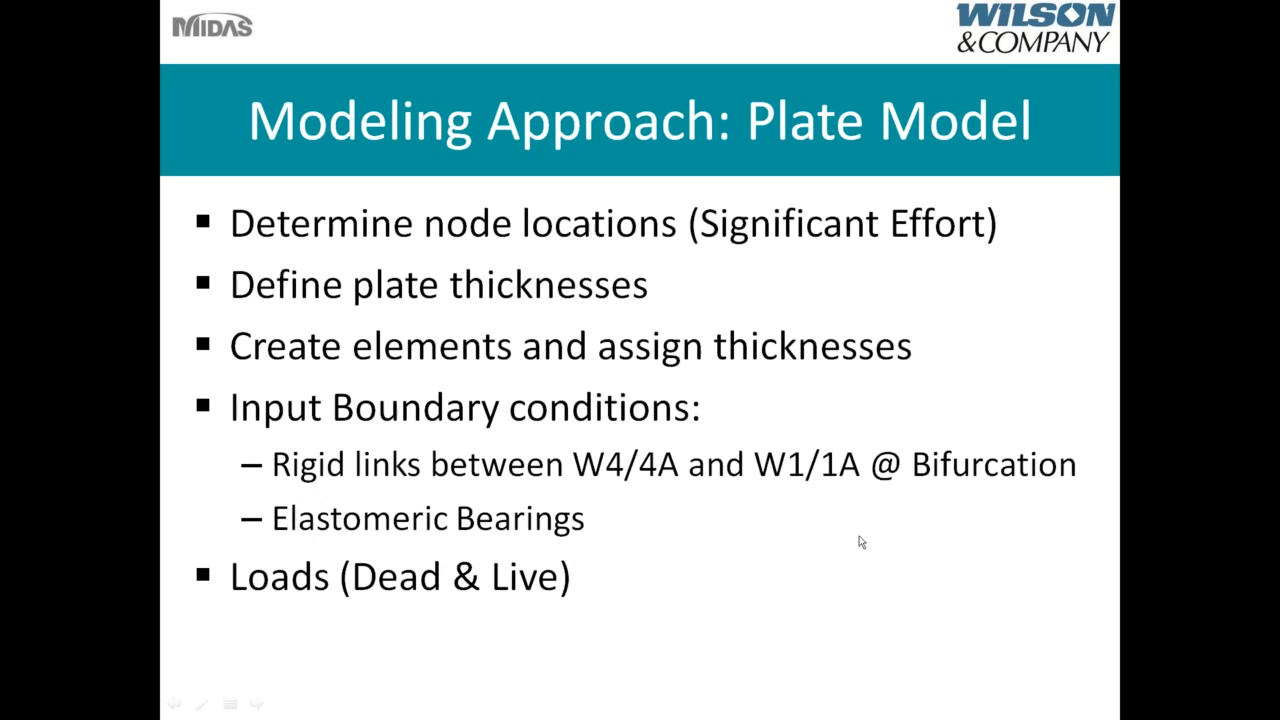 MIDAS
WILSON
&COMPANY
Modeling Approach: Plate Model
▪ Determine node locations (Significant Effort)
▪ Define plate thicknesses
▪ Create elements and assign thicknesses
▪ Input Boundary conditions:
– Rigid links between W4/4A and W1/1A @ Bifurcation
– Elastomeric Bearings
▪ Loads (Dead & Live)